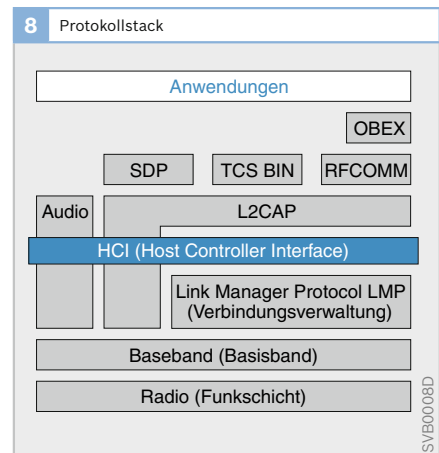 8 Protokollstack
Anwendungen
OBEX
SDP TCS BIN RFCOMM
Audio L2CAP
HCI (Host Controller Interface)
Link Manager Protocol LMP
(Verbindungsverwaltung)
Baseband (Basisband)
Radio (Funkschicht)
SVB0008D